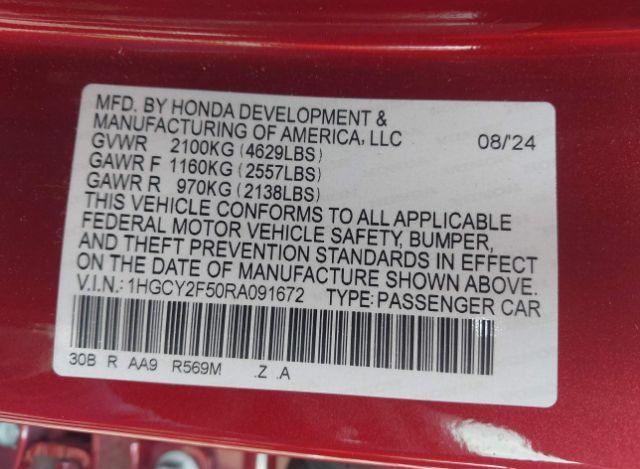 MFD. BY HONDA DEVELOPMENT &
MANUFACTURING OF AMERICA, LLC 08/'24
GVWR 2100KG (4629LBS)
GAWR F 1160KG (2557LBS)
GAWR R 970KG (2138LBS)
THIS VEHICLE CONFORMS TO ALL APPLICABLE
FEDERAL MOTOR VEHICLE SAFETY, BUMPER,
AND THEFT PREVENTION STANDARDS IN EFFECT
ON THE DATE OF MANUFACTURE SHOWN ABOVE.
V.I.N.: 1HGCY2F50RA091672 TYPE: PASSENGER CAR
30B R AA9 R569M .Z .A